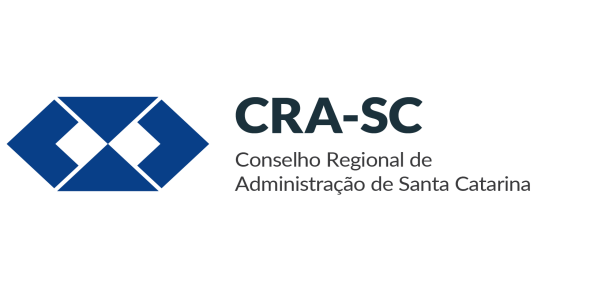 CRA-SC
Conselho Regional de
Administração de Santa Catarina